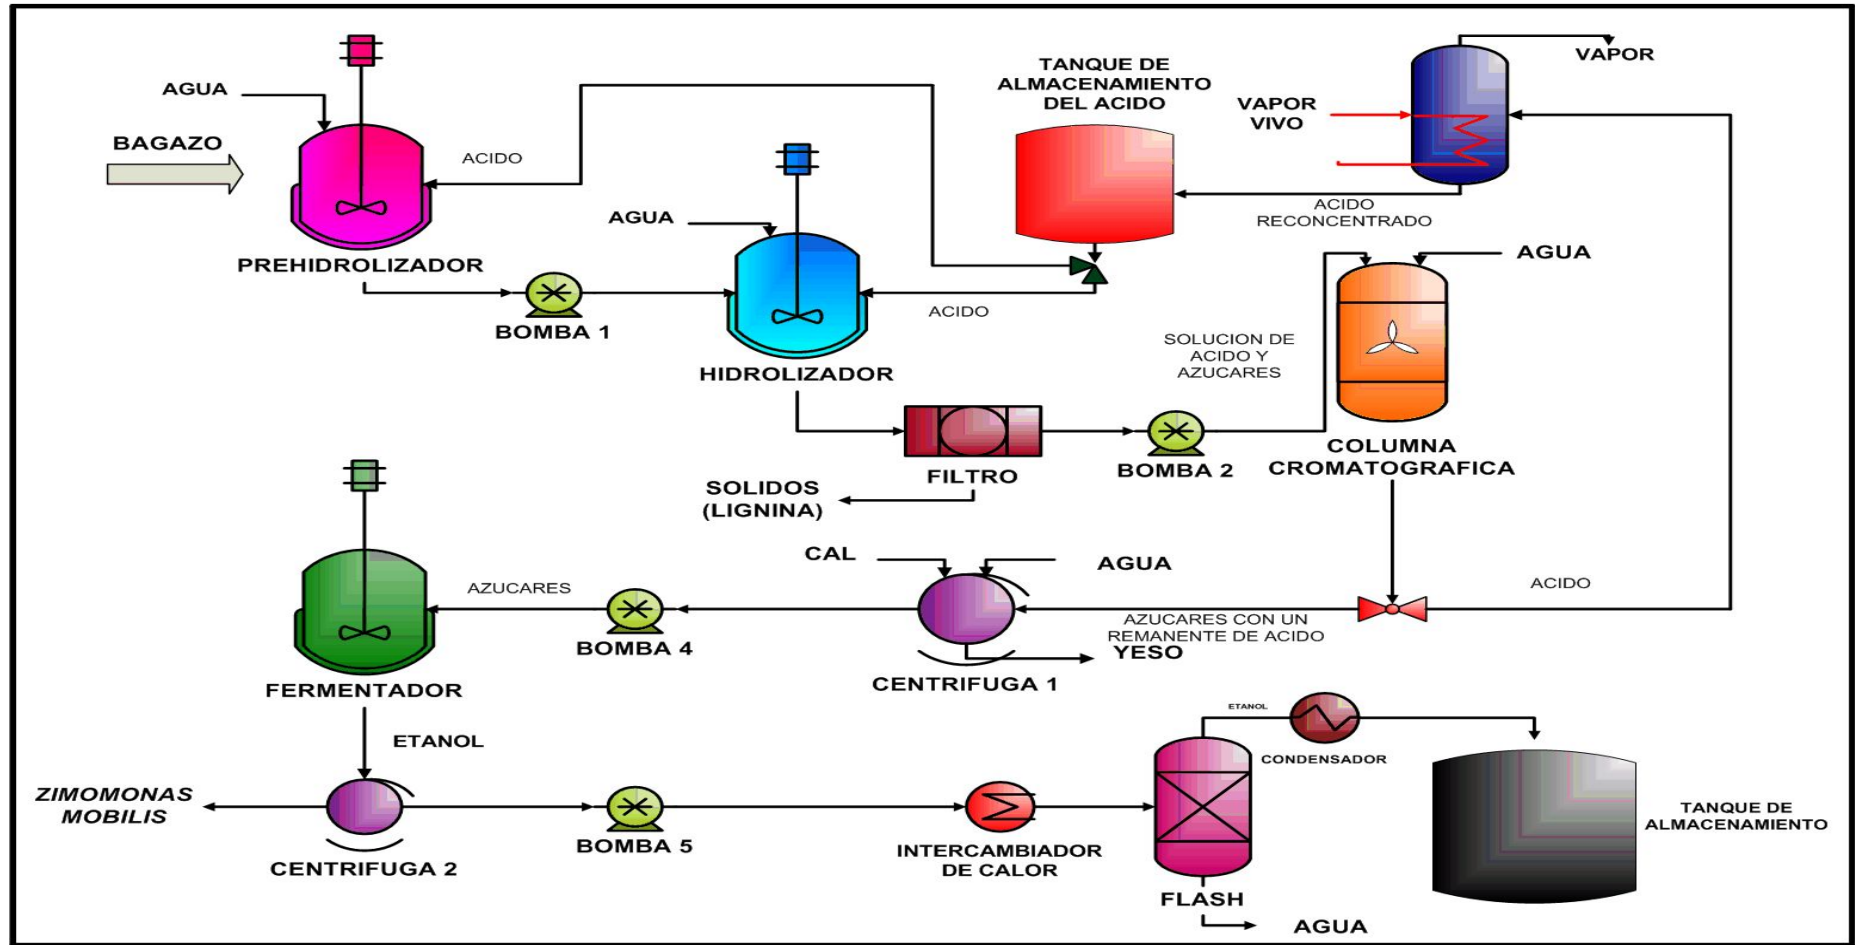 AGUA
BAGAZO
ACIDO
PREHIDROLIZADOR
BOMBA 1
AGUA
HIDROLIZADOR
ACIDO
TANQUE DE
ALMACENAMIENTO
DEL ACIDO
VAPOR
VIVO
VAPOR
ACIDO
RECONCENTRADO
AGUA
SOLUCION DE
ACIDO Y
AZUCARES
COLUMNA
CROMATOGRAFICA
BOMBA 2
FILTRO
SOLIDOS
(LIGNINA)
CAL
AGUA
ACIDO
AZUCARES CON UN
REMANENTE DE ACIDO
YESO
CENTRIFUGA 1
BOMBA 4
AZUCARES
FERMENTADOR
ETANOL
ZIMOMONAS
MOBILIS
CENTRIFUGA 2
BOMBA 5
INTERCAMBIADOR
DE CALOR
FLASH
AGUA
ETANOL
CONDENSADOR
TANQUE DE
ALMACENAMIENTO